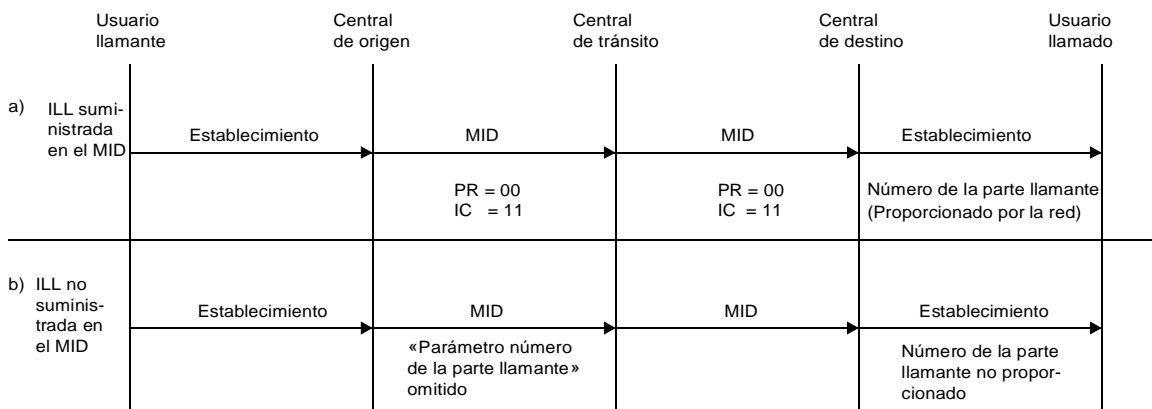 Usuario
llamante
Central
de origen
Central
de tránsito
Central
de destino
Usuario
llamado
a) ILL sumi-
nistrada
en el MID
Establecimiento
MID
MID
Establecimiento
PR = 00
IC = 11
PR = 00
IC = 11
Número de la parte llamante
(Proporcionado por la red)
b) ILL no
suminis-
trada en
el MID
Establecimiento
MID
MID
Establecimiento
«Parámetro número
de la parte llamante»
omitido
Número de la parte
llamante no propor-
cionado